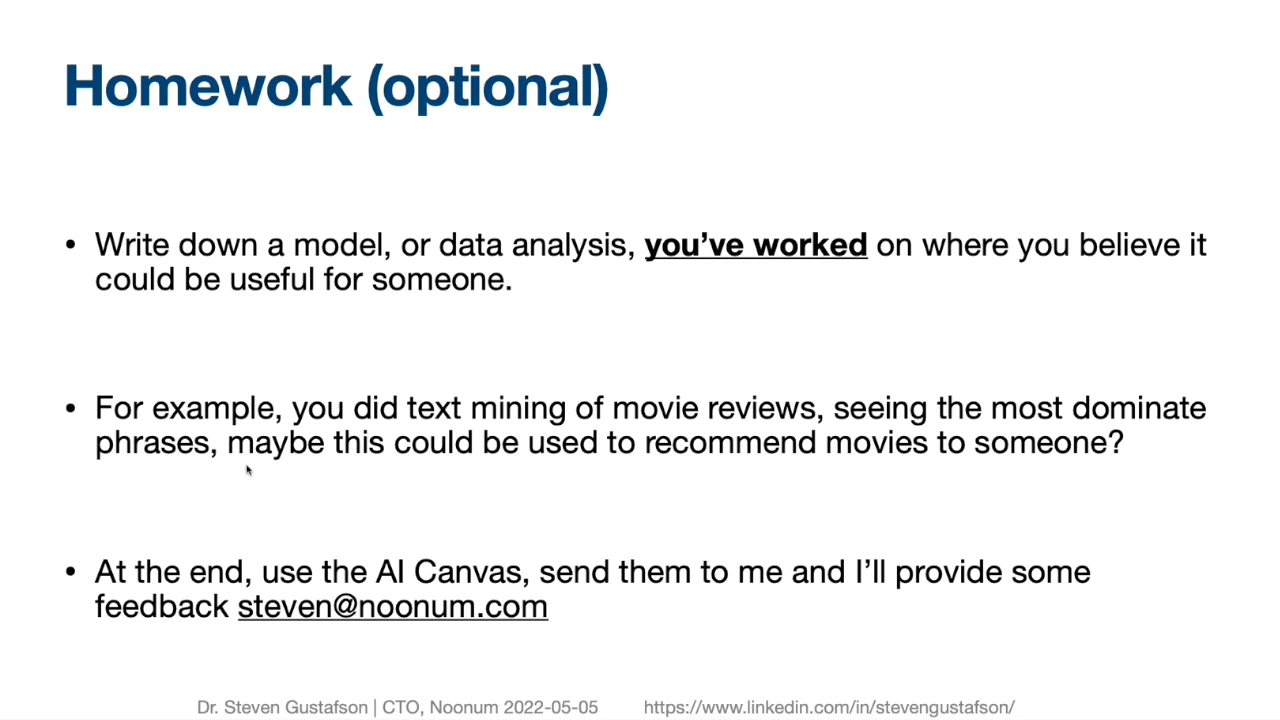 Homework (optional)
• Write down a model, or data analysis, you’ve worked on where you believe it
could be useful for someone.
• For example, you did text mining of movie reviews, seeing the most dominate
phrases, maybe this could be used to recommend movies to someone?
• At the end, use the AI Canvas, send them to me and I’ll provide some
feedback steven@noonum.com
Dr. Steven Gustafson | CTO, Noonum 2022-05-05 https://www.linkedin.com/in/stevengustafson/